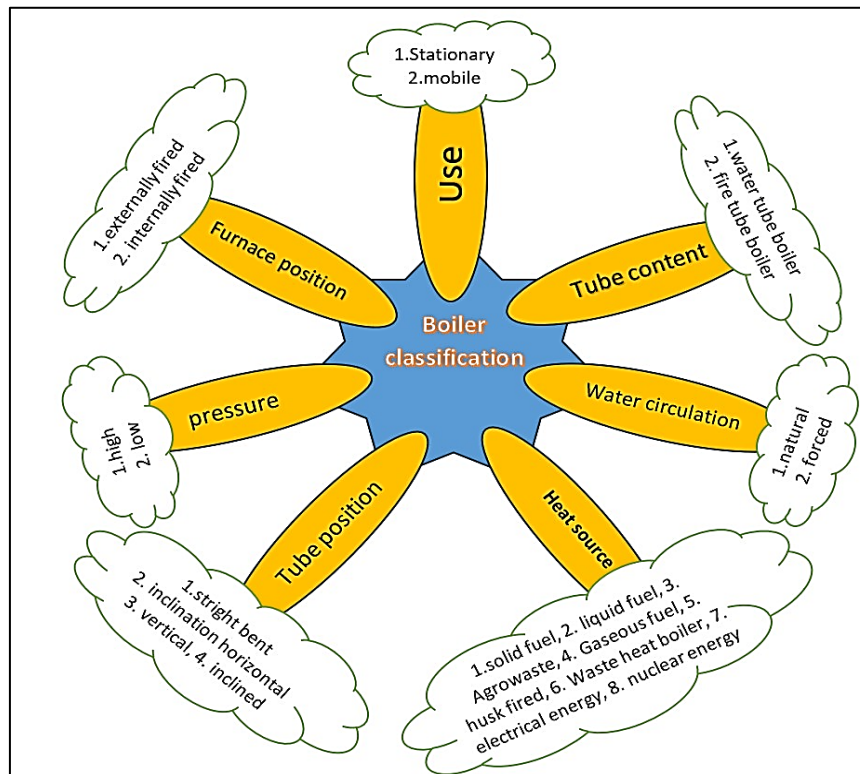 Boiler
classification
Use
1.Stationary
2.mobile
Tube content
1.water tube boiler
2. fire tube boiler
Water circulation
1.natural
2. forced
Heat source
1.solid fuel, 2. liquid fuel, 3.
Agrowaste, 4. Gaseous fuel, 5.
husk fired, 6. Waste heat boiler, 7.
electrical energy, 8. nuclear energy
Tube position
1.stright bent
2. inclination horizontal
3. vertical, 4. inclined
pressure
1.high
2. low
Furnace position
1.externally fired
2. internally fired